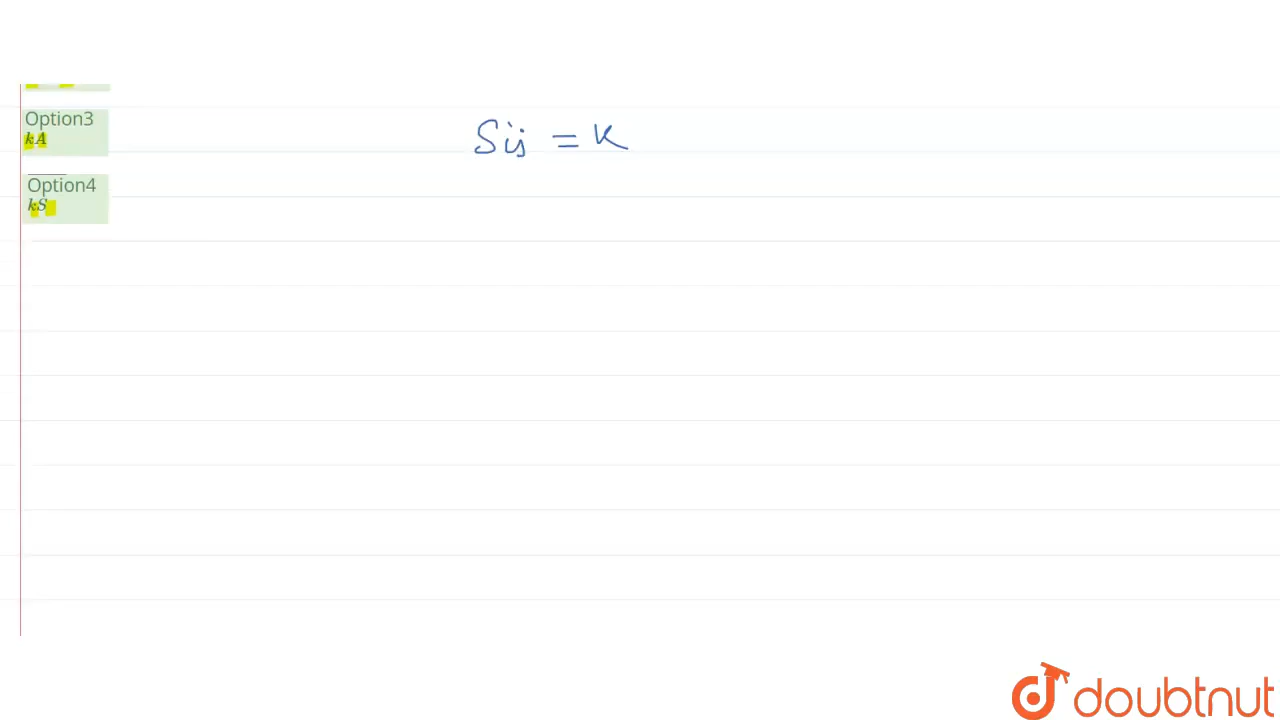 Option3
kA
Option4
kS
Sij = K
doubtnut